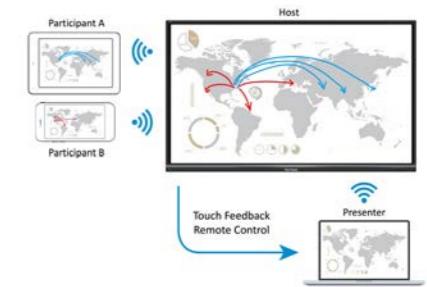 Host
Participant A
Participant B
Touch Feedback
Remote Control
Presenter